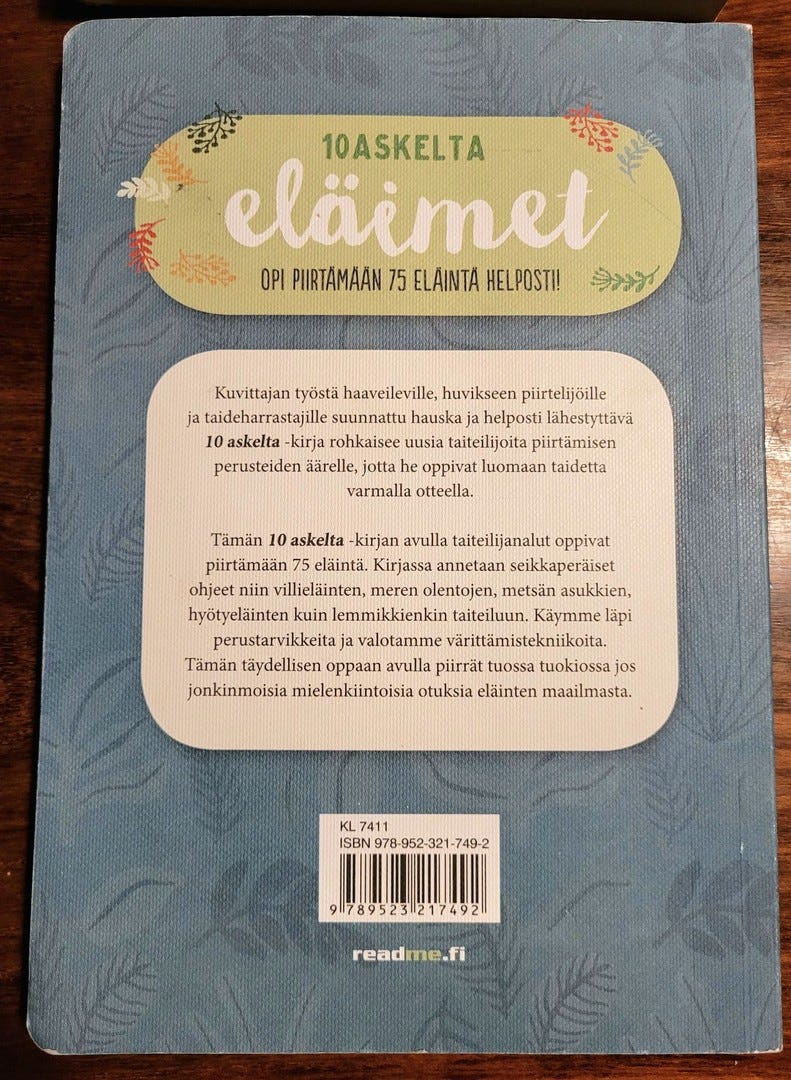 10 ASKELTA
eläimet
OPI PIIRTÄMÄÄN 75 ELÄINTÄ HELPOSTI!
Kuvittajan työstä haaveileville, huvikseen piirtelijöille
ja taideharrastajille suunnattu hauska ja helposti lähestyttävä
10 askelta -kirja rohkaisee uusia taiteilijoita piirtämisen
perusteiden äärelle, jotta he oppivat luomaan taidetta
varmalla otteella.
Tämän 10 askelta -kirjan avulla taiteilijanalut oppivat
piirtämään 75 eläintä. Kirjassa annetaan seikkaperäiset
ohjeet niin villieläinten, meren olentojen, metsän asukkien,
hyötyeläinten kuin lemmikkienkin taiteiluun. Käymme läpi
perustarvikkeita ja valotamme värittämistekniikoita.
Tämän täydellisen oppaan avulla piirrät tuossa tuokiossa jos
jonkinmoisia mielenkiintoisia otuksia eläinten maailmasta.
KL 7411
ISBN 978-952-321-749-2
9 789523 217492
readme.fi